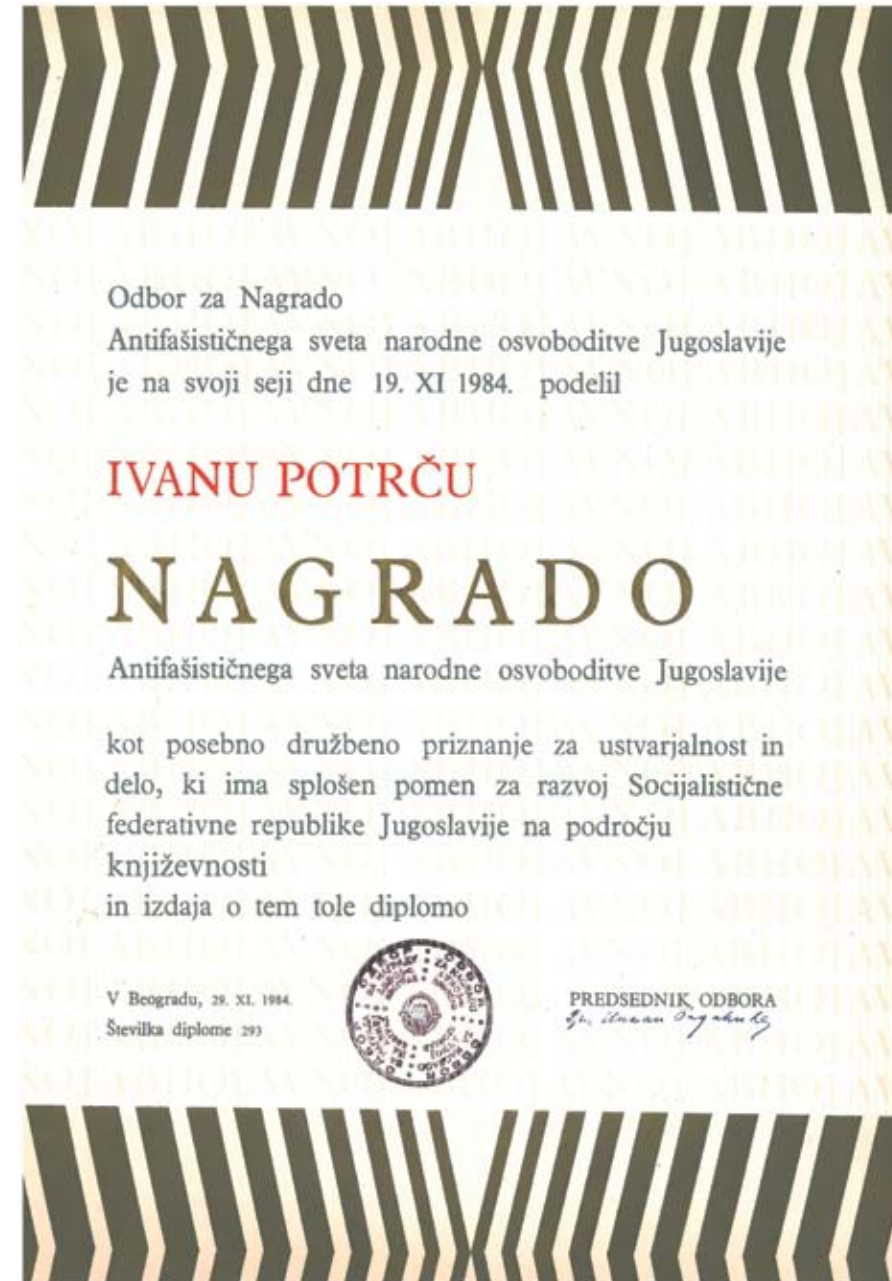 Odbor za Nagrado
Antifašističnega sveta narodne osvoboditve Jugoslavije
je na svoji seji dne 19. XI 1984. podelil
IVANU POTRČU
NAGRADO
Antifašističnega sveta narodne osvoboditve Jugoslavije
kot posebno družbeno priznanje za ustvarjalnost in
delo, ki ima splošen pomen za razvoj Socijalistične
federativne republike Jugoslavije na področju
književnosti
in izdaja o tem tole diplomo
V Beogradu, 29. XI. 1984.
Številka diplome 293
PREDSEDNIK ODBORA